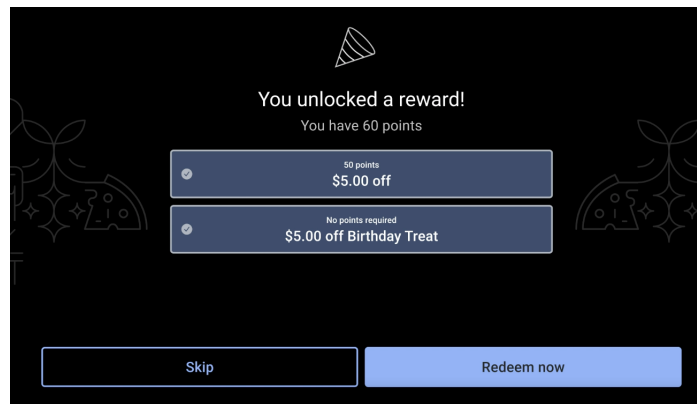 You unlocked a reward!
You have 60 points
50 points
$5.00 off
No points required
$5.00 off Birthday Treat
Skip
Redeem now